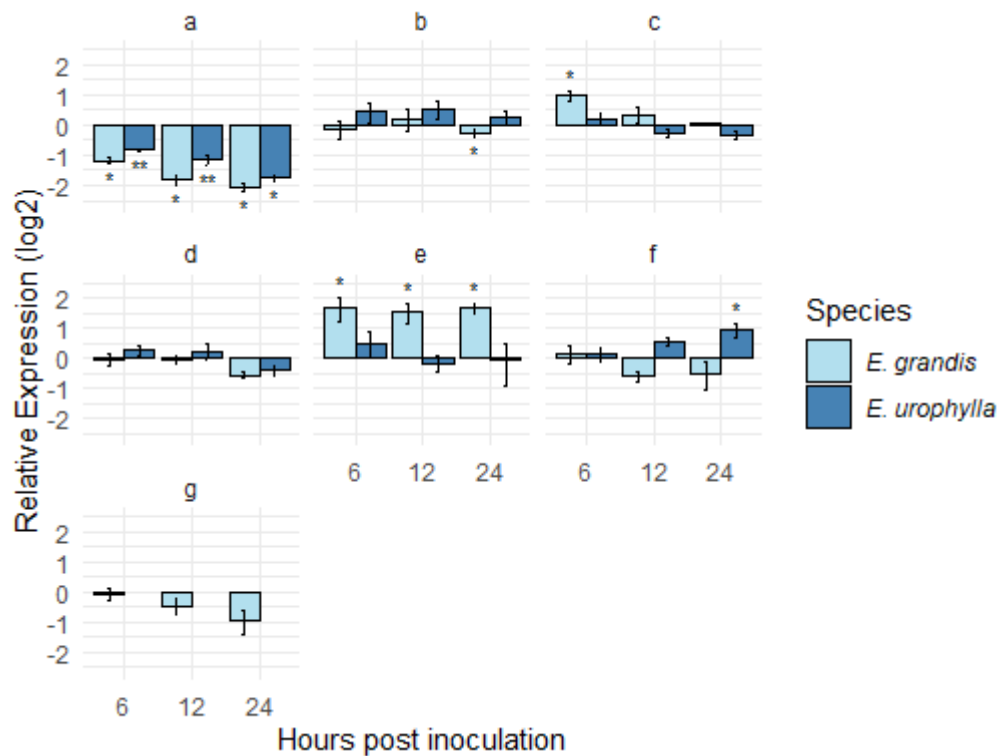 a b c
2
1
0
-1
-2
* ** * ** * *
*
*
d e f
2
1
0
-1
-2
* * *
*
6 12 24
6 12 24
g
2
1
0
-1
-2
6 12 24
Relative Expression (log2)
Hours post inoculation
Species
E. grandis
E. urophylla